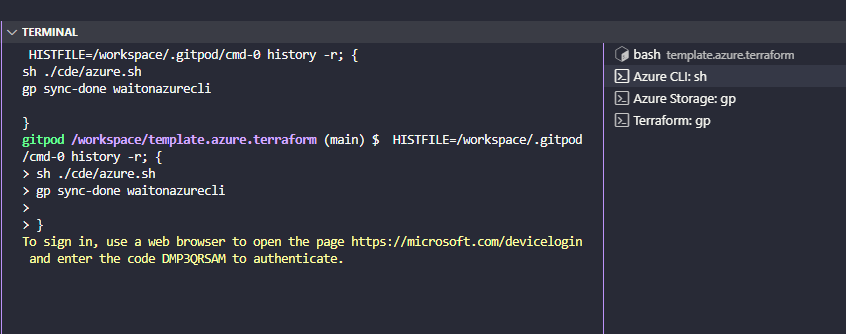 TERMINAL
HISTFILE=/workspace/.gitpod/cmd-0 history -r; {
sh ./cde/azure.sh
gp sync-done waitonazurecli
}
gitpod /workspace/template.azure.terraform (main) $  HISTFILE=/workspace/.gitpod
/cmd-0 history -r; {
> sh ./cde/azure.sh
> gp sync-done waitonazurecli
>
> }
To sign in, use a web browser to open the page https://microsoft.com/devicelogin
and enter the code DMP3QRSAM to authenticate.
bash template.azure.terraform
Azure CLI: sh
Azure Storage: gp
Terraform: gp